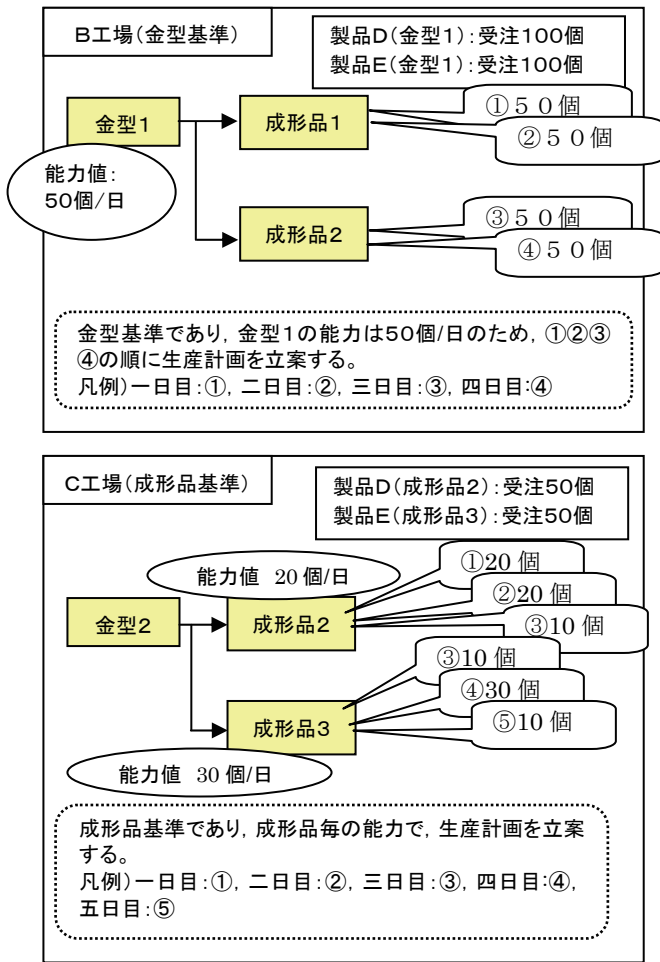 B工場(金型基準)
製品D(金型1):受注100個
製品E(金型1):受注100個
金型1
成形品1
①50個
②50個
能力値:
50個/日
成形品2
③50個
④50個
金型基準であり,金型1の能力は50個/日のため,①②③
④の順に生産計画を立案する。
凡例)一日目:①,二日目:②,三日目:③,四日目:④
C工場(成形品基準)
製品D(成形品2):受注50個
製品E(成形品3):受注50個
能力値 20個/日
①20個
②20個
③10個
金型2
成形品2
③10個
④30個
⑤10個
成形品3
能力値 30個/日
成形品基準であり,成形品毎の能力で,生産計画を立案
する。
凡例)一日目:①,二日目:②,三日目:③,四日目:④,
五日目:⑤